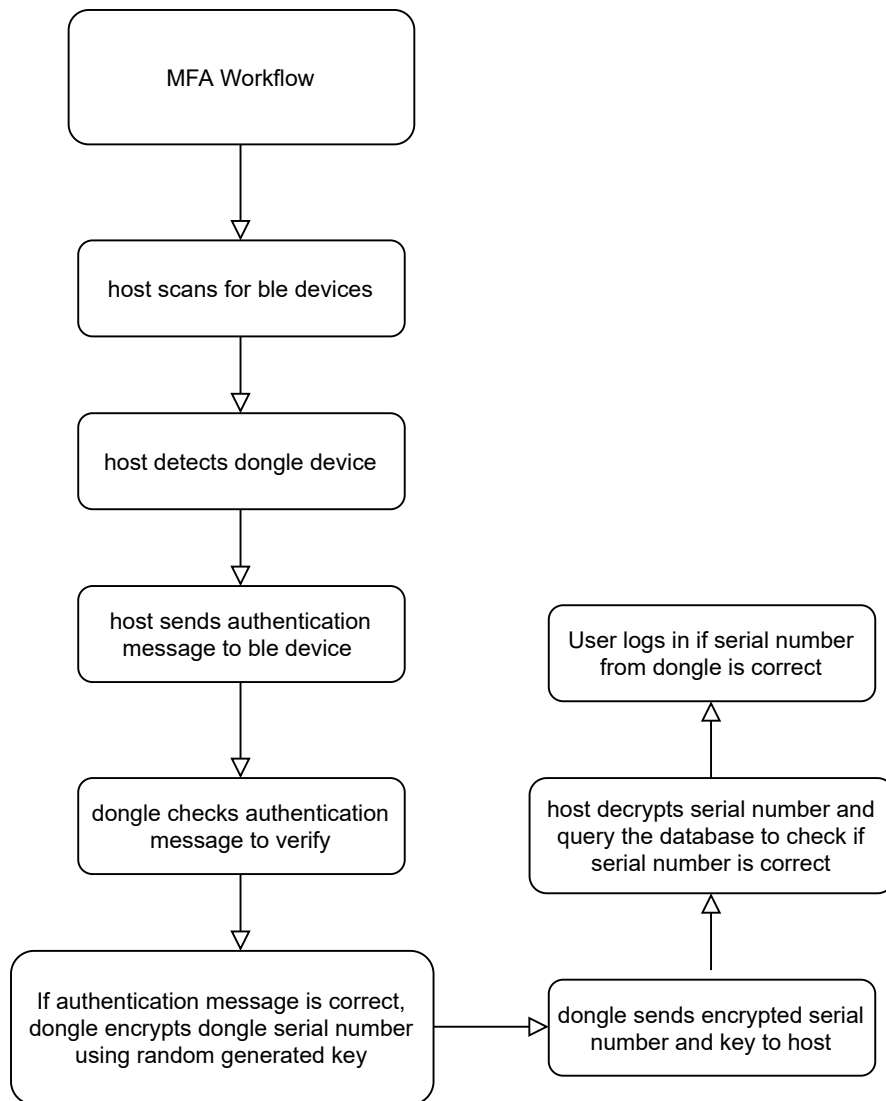 MFA Workflow
host scans for ble devices
host detects dongle device
host sends authentication
message to ble device
dongle checks authentication
message to verify
If authentication message is correct,
dongle encrypts dongle serial number
using random generated key
dongle sends encrypted serial
number and key to host
host decrypts serial number and
query the database to check if
serial number is correct
User logs in if serial number
from dongle is correct